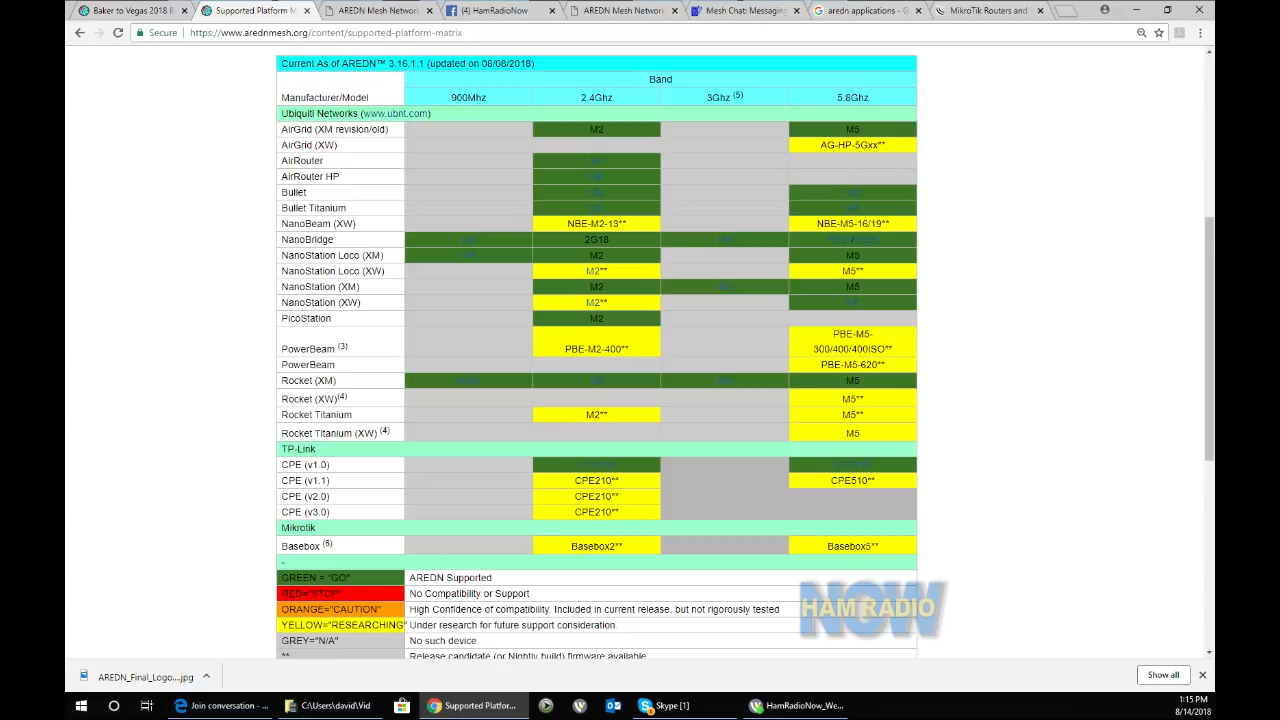 Baker to Vegas 2018 B
Supported Platform M
AREDN Mesh Network
(4) HamRadioNow
AREDN Mesh Network
Mesh Chat: Messaging
aredn applications - G
MikroTik Routers and
Secure https://www.arednmesh.org/content/supported-platform-matrix
Current As of AREDN™ 3.16.1.1 (updated on 08/08/2018)
Band
Manufacturer/Model 900Mhz 2.4Ghz 3Ghz (5) 5.8Ghz
Ubiquiti Networks (www.ubnt.com)
AirGrid (XM revision/old) M2 M5
AirGrid (XW) AG-HP-5Gxx**
AirRouter
AirRouter HP
Bullet
Bullet Titanium
NanoBeam (XW) NBE-M2-13** NBE-M5-16/19**
NanoBridge 2G18
NanoStation Loco (XM) M2 M5
NanoStation Loco (XW) M2** M5**
NanoStation (XM) M2 M5
NanoStation (XW) M2**
PicoStation M2
PowerBeam (3) PBE-M2-400** PBE-M5-
300/400/400ISO**
PowerBeam PBE-M5-620**
Rocket (XM) M5
Rocket (XW)(4) M5**
Rocket Titanium M2** M5**
Rocket Titanium (XW) (4) M5
TP-Link
CPE (v1.0)
CPE (v1.1) CPE210** CPE510**
CPE (v2.0) CPE210**
CPE (v3.0) CPE210**
Mikrotik
Basebox (6) Basebox2** Basebox5**
-
GREEN = "GO" AREDN Supported
RED="STOP" No Compatibility or Support
ORANGE="CAUTION" High Confidence of compatibility. Included in current release, but not rigorously tested
YELLOW="RESEARCHING" Under research for future support consideration.
GREY="N/A" No such device
** Release candidate (or Nightly build) firmware available
HAM RADIO
NOW
AREDN_Final_Logo....jpg
Show all
Join conversation - ...
C:\Users\david\Vid
Supported Platfor...
Skype [1]
HamRadioNow_We...
1:15 PM
8/14/2018